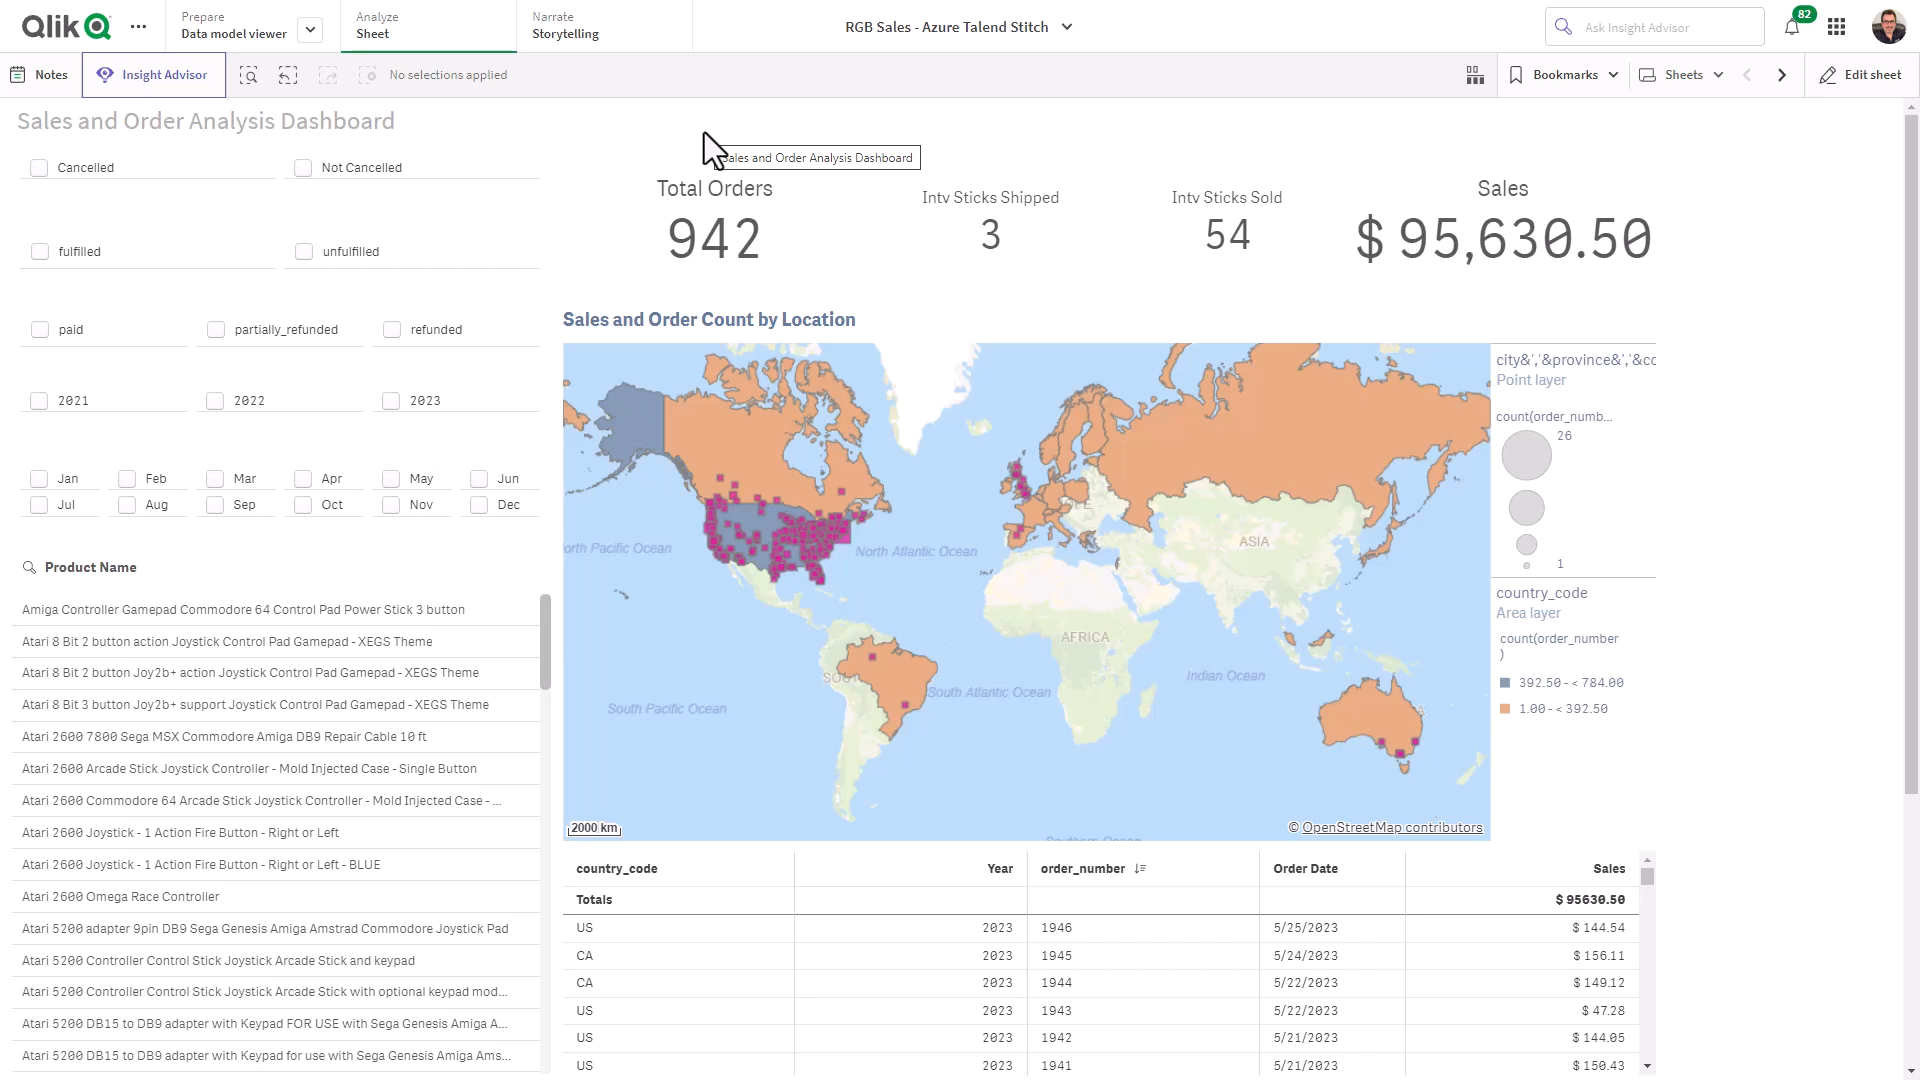 Qlik
Prepare
Data model viewer
Analyze
Sheet
Narrate
Storytelling
RGB Sales - Azure Talend Stitch
Ask Insight Advisor
82
Notes
Insight Advisor
No selections applied
Bookmarks
Sheets
Edit sheet
Sales and Order Analysis Dashboard
Sales and Order Analysis Dashboard
Cancelled
Not Cancelled
fulfilled
unfulfilled
paid
partially_refunded
refunded
2021
2022
2023
Jan
Feb
Mar
Apr
May
Jun
Jul
Aug
Sep
Oct
Nov
Dec
Product Name
Amiga Controller Gamepad Commodore 64 Control Pad Power Stick 3 button
Atari 8 Bit 2 button action Joystick Control Pad Gamepad - XEGS Theme
Atari 8 Bit 2 button Joy2b+ action Joystick Control Pad Gamepad - XEGS Theme
Atari 8 Bit 3 button Joy2b+ support Joystick Control Pad Gamepad - XEGS Theme
Atari 2600 7800 Sega MSX Commodore Amiga DB9 Repair Cable 10 ft
Atari 2600 Arcade Stick Joystick Controller - Mold Injected Case - Single Button
Atari 2600 Commodore 64 Arcade Stick Joystick Controller - Mold Injected Case - ...
Atari 2600 Joystick - 1 Action Fire Button - Right or Left
Atari 2600 Joystick - 1 Action Fire Button - Right or Left - BLUE
Atari 2600 Omega Race Controller
Atari 5200 adapter 9pin DB9 Sega Genesis Amiga Amstrad Commodore Joystick Pad
Atari 5200 Controller Control Stick Joystick Arcade Stick and keypad
Atari 5200 Controller Control Stick Joystick Arcade Stick with optional keypad mod...
Atari 5200 DB15 to DB9 adapter with Keypad FOR USE with Sega Genesis Amiga A...
Atari 5200 DB15 to DB9 adapter with Keypad for use with Sega Genesis Amiga Ams...
Total Orders
942
Intv Sticks Shipped
3
Intv Sticks Sold
54
Sales
$ 95,630.50
Sales and Order Count by Location
orth Pacific Ocean
North Atlantic Ocean
ASIA
AFRICA
South Pacific Ocean
South Atlantic Ocean
Indian Ocean
2000 km
© OpenStreetMap contributors
city&','&province&','&cc
Point layer
count(order_numb...
26
1
country_code
Area layer
count(order_number
)
392.50 - < 784.00
1.00 - < 392.50
country_code Year order_number Order Date Sales
Totals $ 95630.50
US 2023 1946 5/25/2023 $ 144.54
CA 2023 1945 5/24/2023 $ 156.11
CA 2023 1944 5/22/2023 $ 149.12
US 2023 1943 5/22/2023 $ 47.28
US 2023 1942 5/21/2023 $ 144.05
US 2023 1941 5/21/2023 $ 150.43